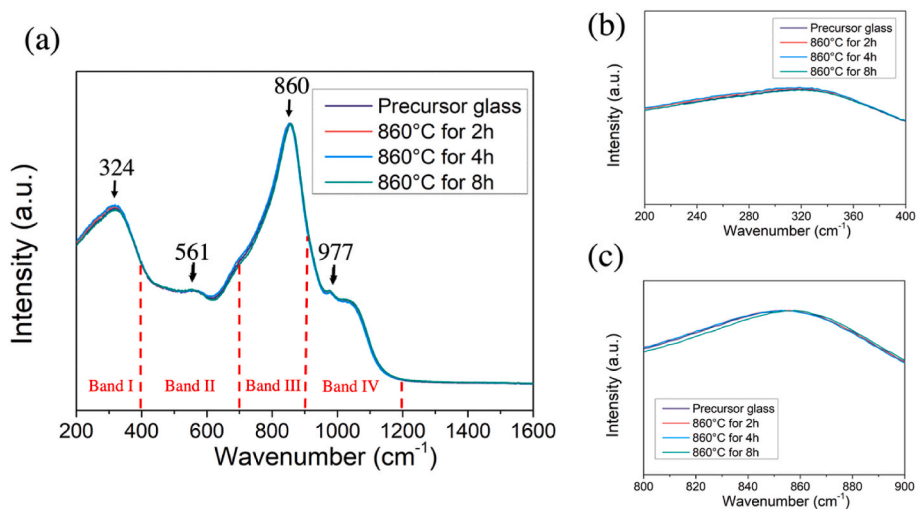 (a)
860
324
561
977
Precursor glass
860°C for 2h
860°C for 4h
860°C for 8h
Band I
Band II
Band III
Band IV
200 400 600 800 1000 1200 1400 1600
Wavenumber (cm⁻¹)
Intensity (a.u.)
(b)
Precursor glass
860°C for 2h
860°C for 4h
860°C for 8h
Intensity (a.u.)
200 240 280 320 360 400
Wavenumber (cm⁻¹)
(c)
Precursor glass
860°C for 2h
860°C for 4h
860°C for 8h
Intensity (a.u.)
800 820 840 860 880 900
Wavenumber (cm⁻¹)